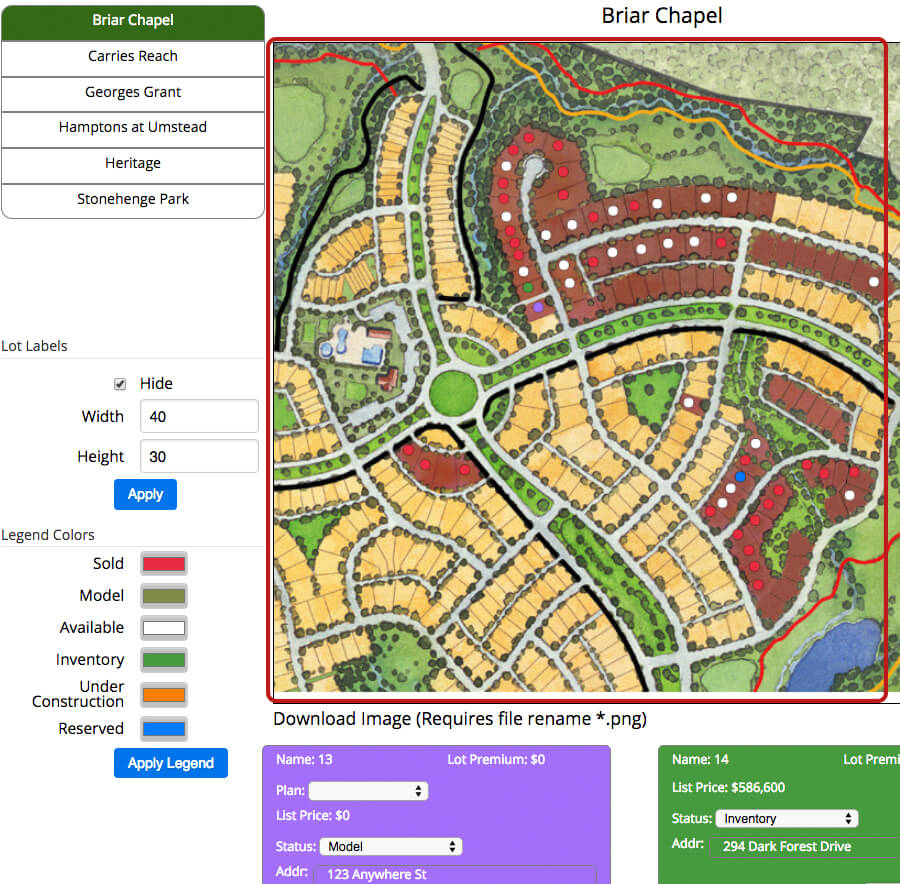 Briar Chapel
Carries Reach
Georges Grant
Hamptons at Umstead
Heritage
Stonehenge Park
Lot Labels
Hide
Width 40
Height 30
Apply
Legend Colors
Sold
Model
Available
Inventory
Under
Construction
Reserved
Apply Legend
Briar Chapel
Download Image (Requires file rename *.png)
Name: 13 Lot Premium: $0
Plan:
List Price: $0
Status: Model
Addr: 123 Anywhere St
Name: 14 Lot Premi
List Price: $586,600
Status: Inventory
Addr: 294 Dark Forest Drive